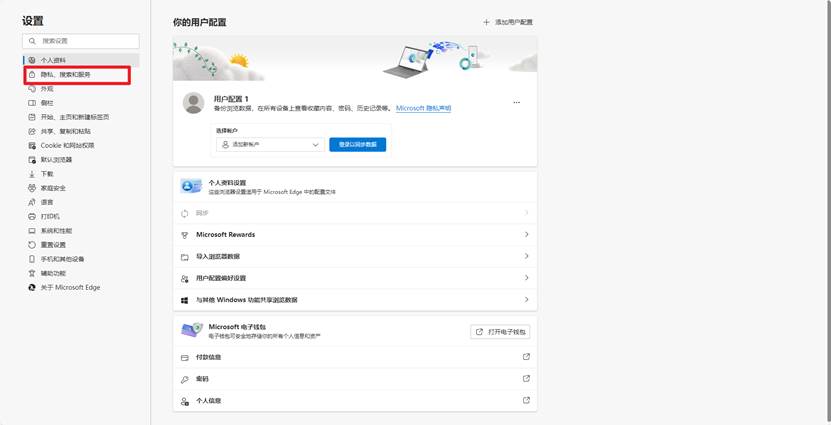 设置
搜索设置
个人资料
隐私、搜索和服务
外观
侧栏
开始、主页和新建标签页
共享、复制和粘贴
Cookie 和网站权限
默认浏览器
下载
家庭安全
语言
打印机
系统和性能
重置设置
手机和其他设备
辅助功能
关于 Microsoft Edge
你的用户配置
添加用户配置
用户配置 1
备份浏览数据，在所有设备上查看收藏内容、密码、历史记录等。 Microsoft 隐私声明
选择帐户
添加新帐户
登录以同步数据
个人资料设置
这些浏览器设置适用于 Microsoft Edge 中的配置文件
同步
Microsoft Rewards
导入浏览器数据
用户配置偏好设置
与其他 Windows 功能共享浏览数据
Microsoft 电子钱包
电子钱包可安全地存储你的所有个人信息和资产
打开电子钱包
付款信息
密码
个人信息